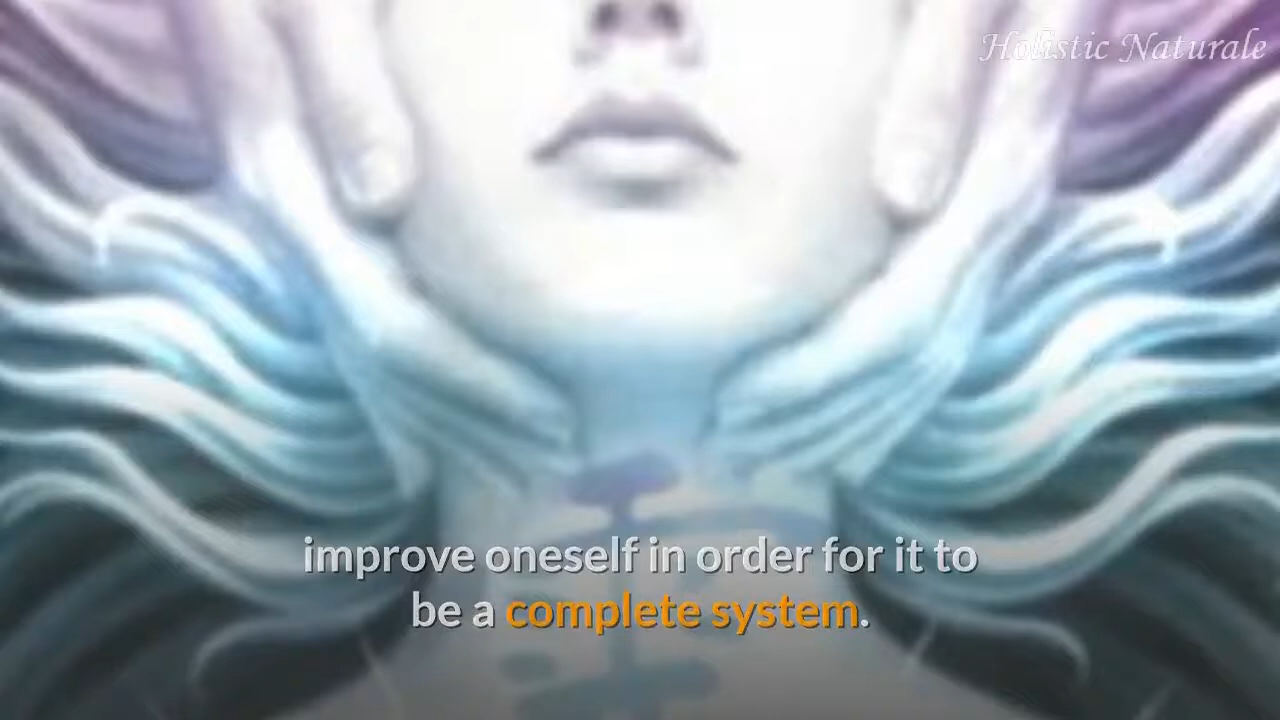 Holistic Naturale
improve oneself in order for it to
be a complete system.